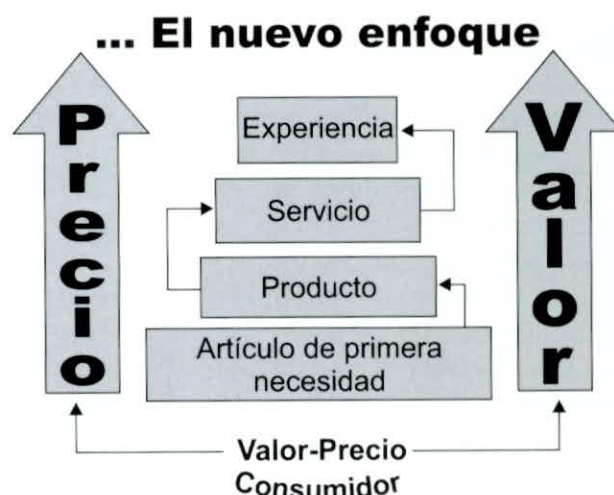 ... El nuevo enfoque
Precio
Experiencia
Servicio
Producto
Artículo de primera
necesidad
Valor
Valor-Precio
Consumidor